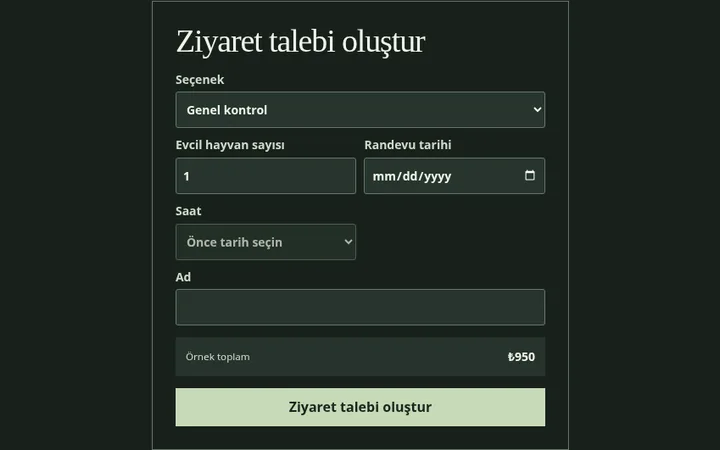 Ziyaret talebi oluştur
Seçenek
Genel kontrol
Evcil hayvan sayısı
Randevu tarihi
1
mm/dd/yyyy
Saat
Önce tarih seçin
Ad
Örnek toplam
₺950
Ziyaret talebi oluştur